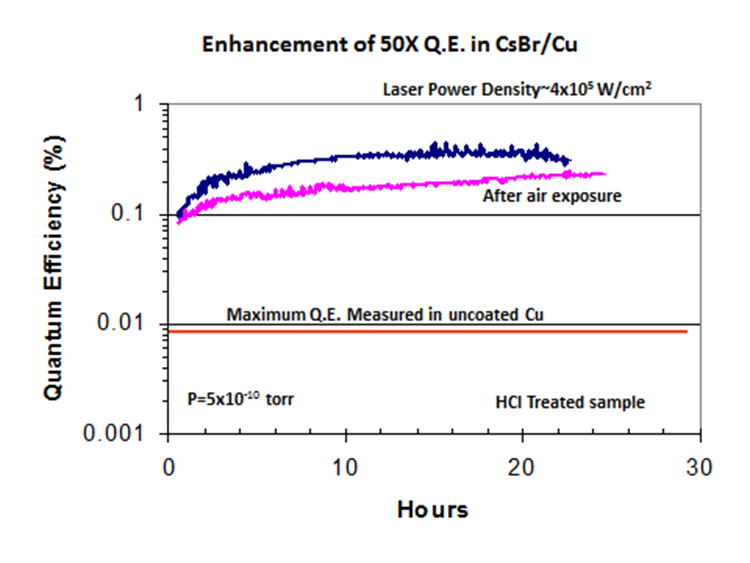 Enhancement of 50X Q.E. in CsBr/Cu
Laser Power Density~4x10⁵ W/cm²
1
0.1
0.01
0.001
Quantum Efficiency (%)
After air exposure
Maximum Q.E. Measured in uncoated Cu
P=5x10⁻¹⁰ torr
HCl Treated sample
0
10
20
30
Hours